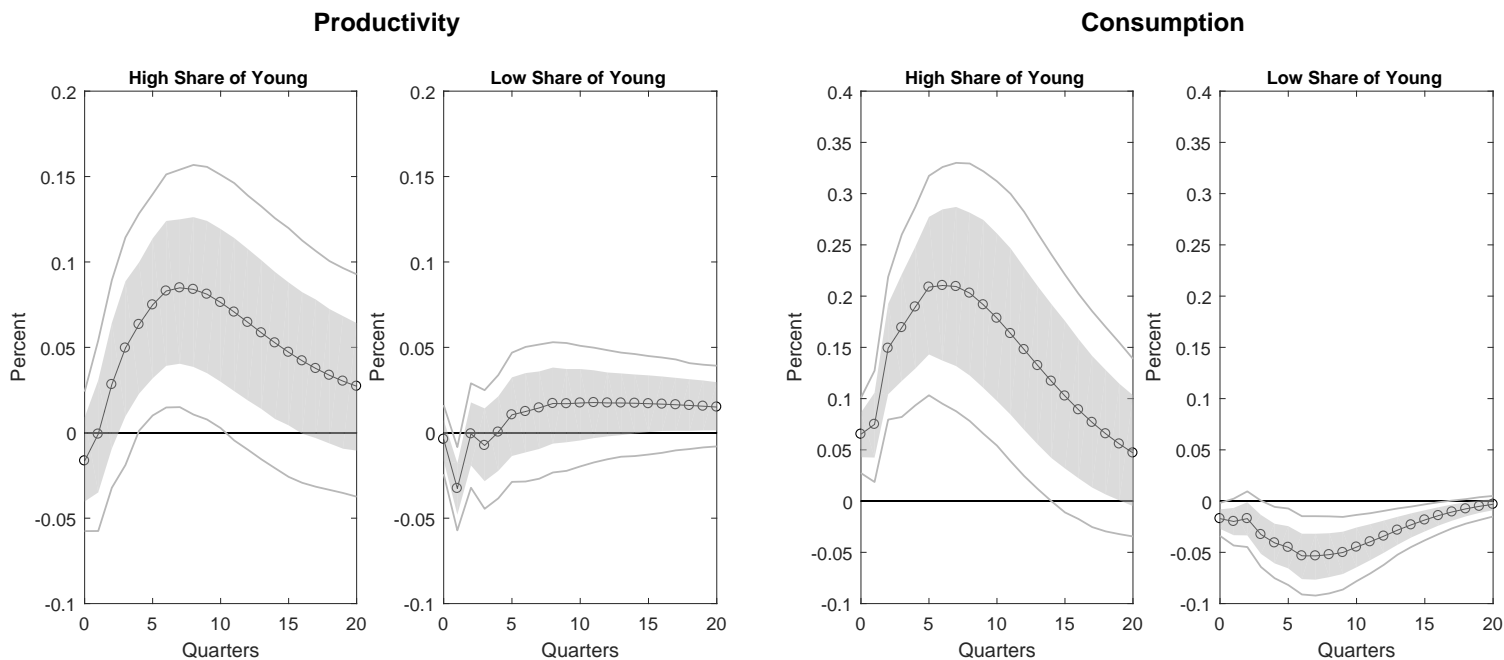 Productivity
Consumption
High Share of Young
Low Share of Young
High Share of Young
Low Share of Young
0.2
0.15
0.1
0.05
0
-0.05
-0.1
Percent
0 5 10 15 20
Quarters
0.2
0.15
0.1
0.05
0
-0.05
-0.1
Percent
0 5 10 15 20
Quarters
0.4
0.35
0.3
0.25
0.2
0.15
0.1
0.05
0
-0.05
-0.1
Percent
0 5 10 15 20
Quarters
0.4
0.35
0.3
0.25
0.2
0.15
0.1
0.05
0
-0.05
-0.1
Percent
0 5 10 15 20
Quarters